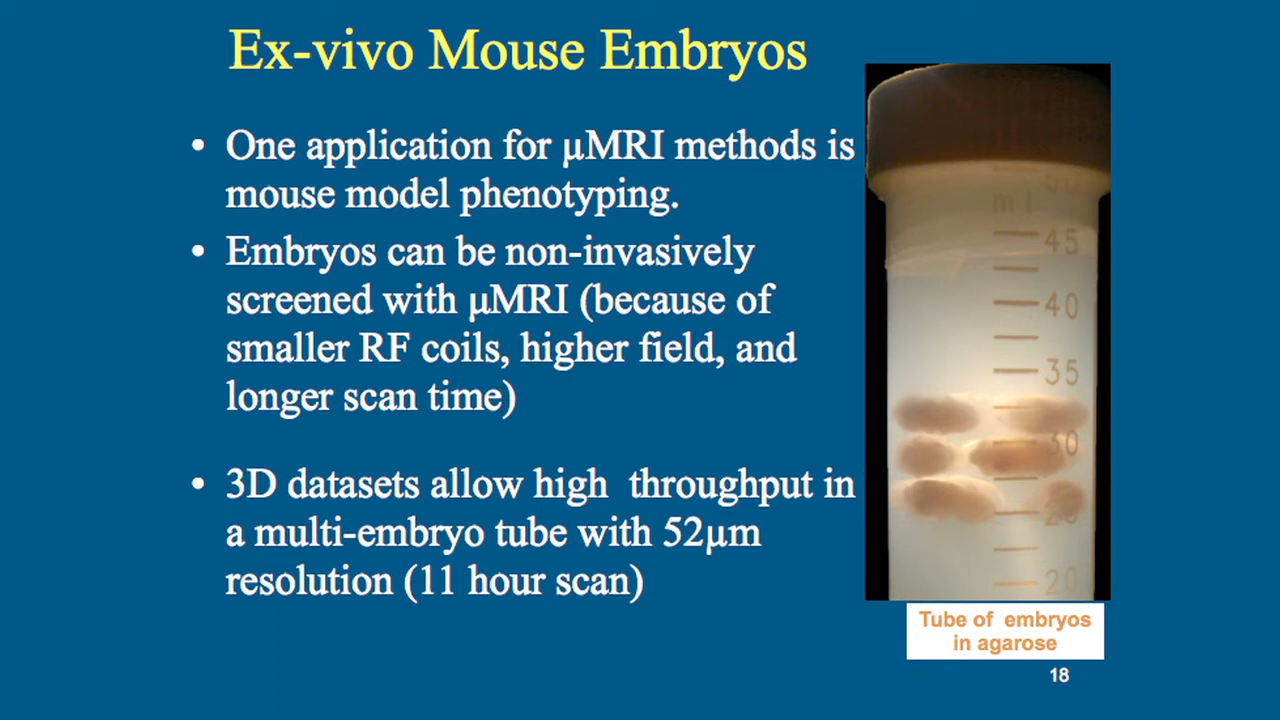 Ex-vivo Mouse Embryos
• One application for µMRI methods is
mouse model phenotyping.
• Embryos can be non-invasively
screened with µMRI (because of
smaller RF coils, higher field, and
longer scan time)
• 3D datasets allow high throughput in
a multi-embryo tube with 52µm
resolution (11 hour scan)
50
ml
45
40
35
30
25
20
Tube of embryos
in agarose
18